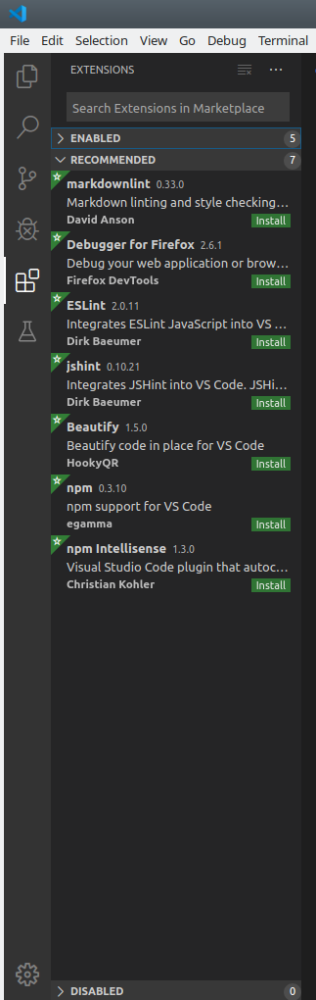 File Edit Selection View Go Debug Terminal
EXTENSIONS
Search Extensions in Marketplace
ENABLED 5
RECOMMENDED 7
markdownlint 0.33.0
Markdown linting and style checking...
David Anson Install
Debugger for Firefox 2.6.1
Debug your web application or brow...
Firefox DevTools Install
ESLint 2.0.11
Integrates ESLint JavaScript into VS ...
Dirk Baeumer Install
jshint 0.10.21
Integrates JSHint into VS Code. JSHi...
Dirk Baeumer Install
Beautify 1.5.0
Beautify code in place for VS Code
HookyQR Install
npm 0.3.10
npm support for VS Code
egamma Install
npm Intellisense 1.3.0
Visual Studio Code plugin that autoc...
Christian Kohler Install
DISABLED 0